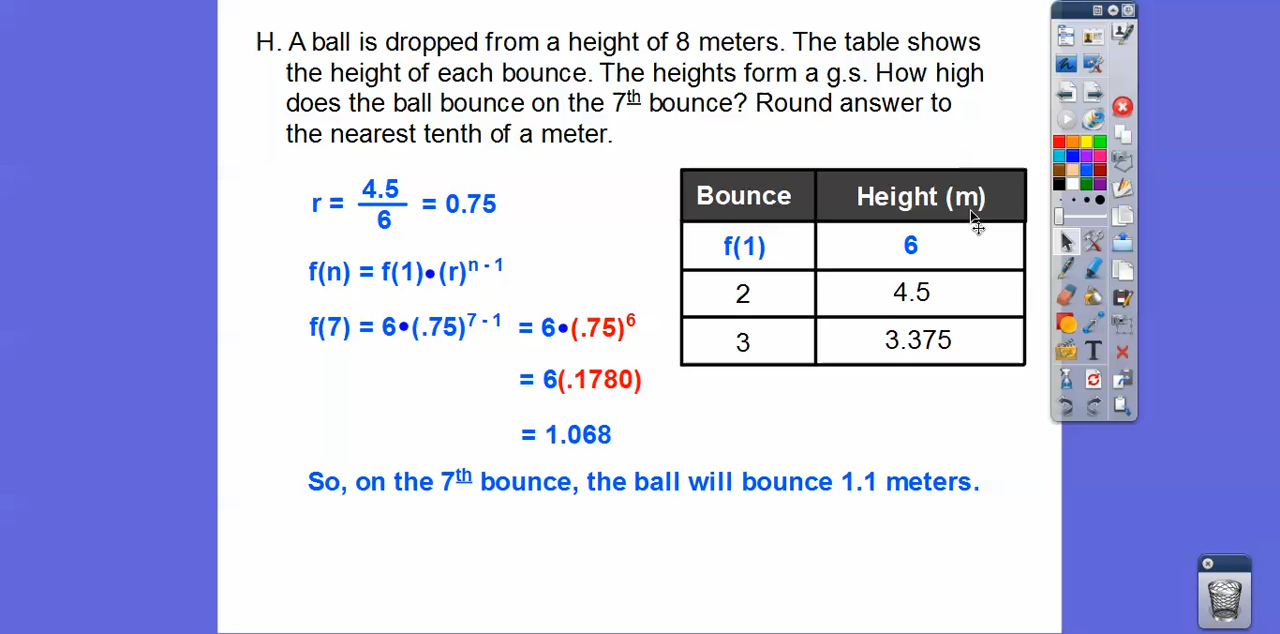 H. A ball is dropped from a height of 8 meters. The table shows
the height of each bounce. The heights form a g.s. How high
does the ball bounce on the 7th bounce? Round answer to
the nearest tenth of a meter.
r = 4.5/6 = 0.75
f(n) = f(1)•(r)^n - 1
f(7) = 6•(.75)^7 - 1 = 6•(.75)^6
= 6(.1780)
= 1.068
Bounce Height (m)
f(1) 6
2 4.5
3 3.375
So, on the 7th bounce, the ball will bounce 1.1 meters.
T